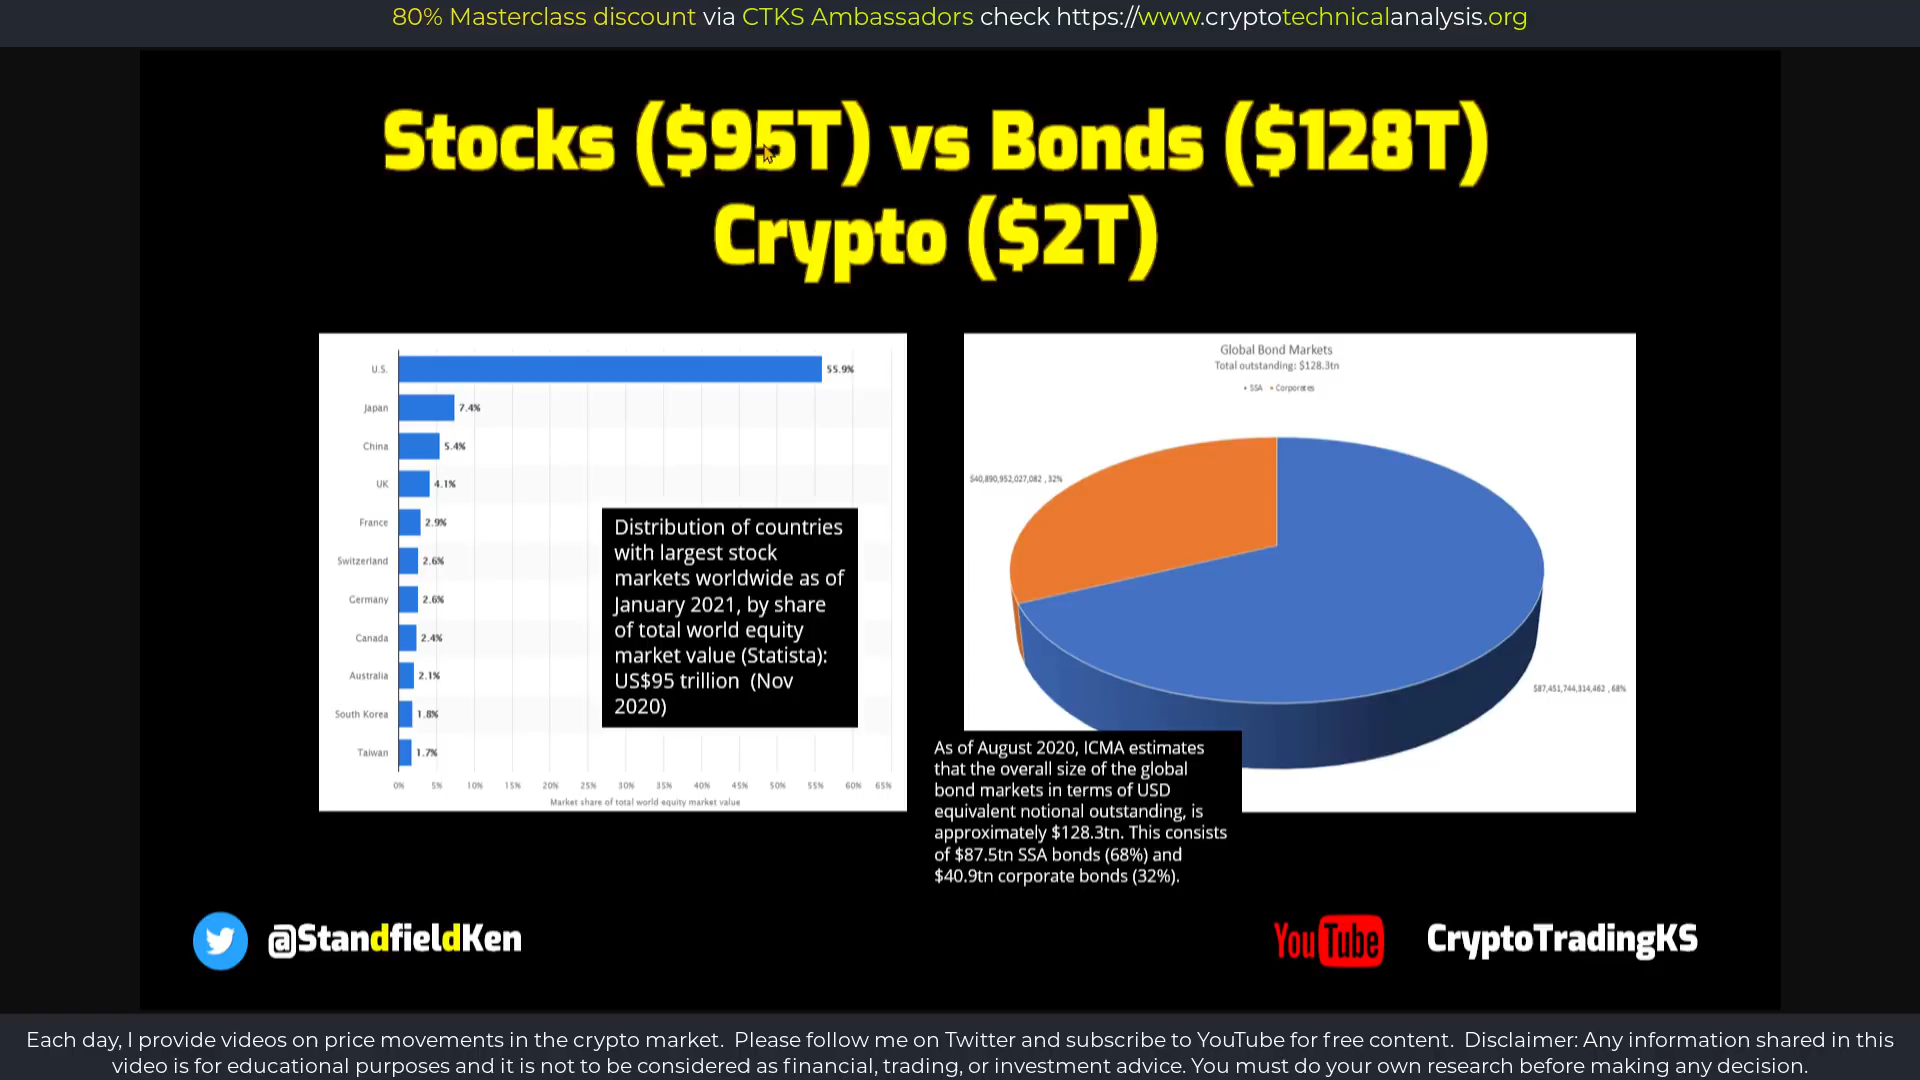 80% Masterclass discount via CTKS Ambassadors check https://www.cryptotechnicalanalysis.org
Stocks ($95T) vs Bonds ($128T)
Crypto ($2T)
U.S. 55.9%
Japan 7.4%
China 5.4%
UK 4.1%
France 2.9%
Switzerland 2.6%
Germany 2.6%
Canada 2.4%
Australia 2.1%
South Korea 1.8%
Taiwan 1.7%
0% 5% 10% 15% 20% 25% 30% 35% 40% 45% 50% 55% 60% 65%
Market share of total world equity market value
Distribution of countries
with largest stock
markets worldwide as of
January 2021, by share
of total world equity
market value (Statista):
US$95 trillion (Nov
2020)
Global Bond Markets
Total outstanding: $128.3tn
SSA Corporates
$40,890,952,027,082 , 32%
$87,451,744,314,462 , 68%
As of August 2020, ICMA estimates
that the overall size of the global
bond markets in terms of USD
equivalent notional outstanding, is
approximately $128.3tn. This consists
of $87.5tn SSA bonds (68%) and
$40.9tn corporate bonds (32%).
@StandfieldKen
YouTube CryptoTradingKS
Each day, I provide videos on price movements in the crypto market. Please follow me on Twitter and subscribe to YouTube for free content. Disclaimer: Any information shared in this
video is for educational purposes and it is not to be considered as financial, trading, or investment advice. You must do your own research before making any decision.